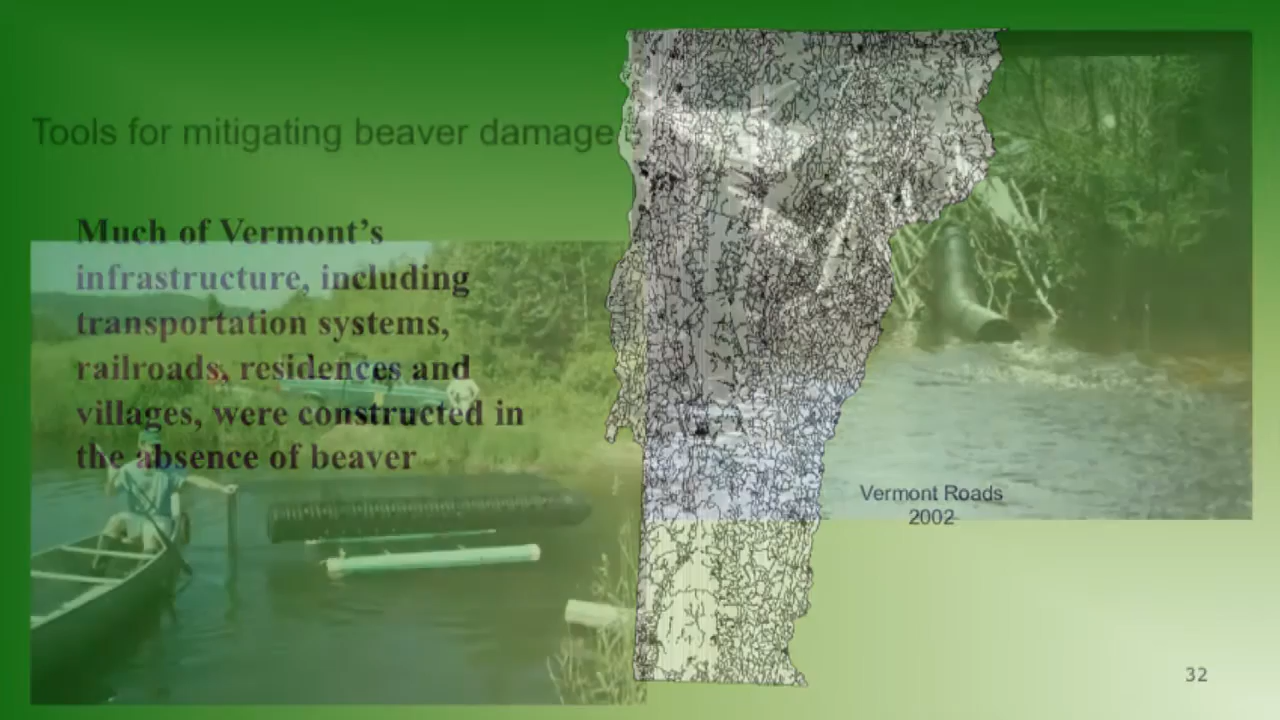 Tools for mitigating beaver damage
Much of Vermont’s
infrastructure, including
transportation systems,
railroads, residences and
villages, were constructed in
the absence of beaver
Vermont Roads
2002
32